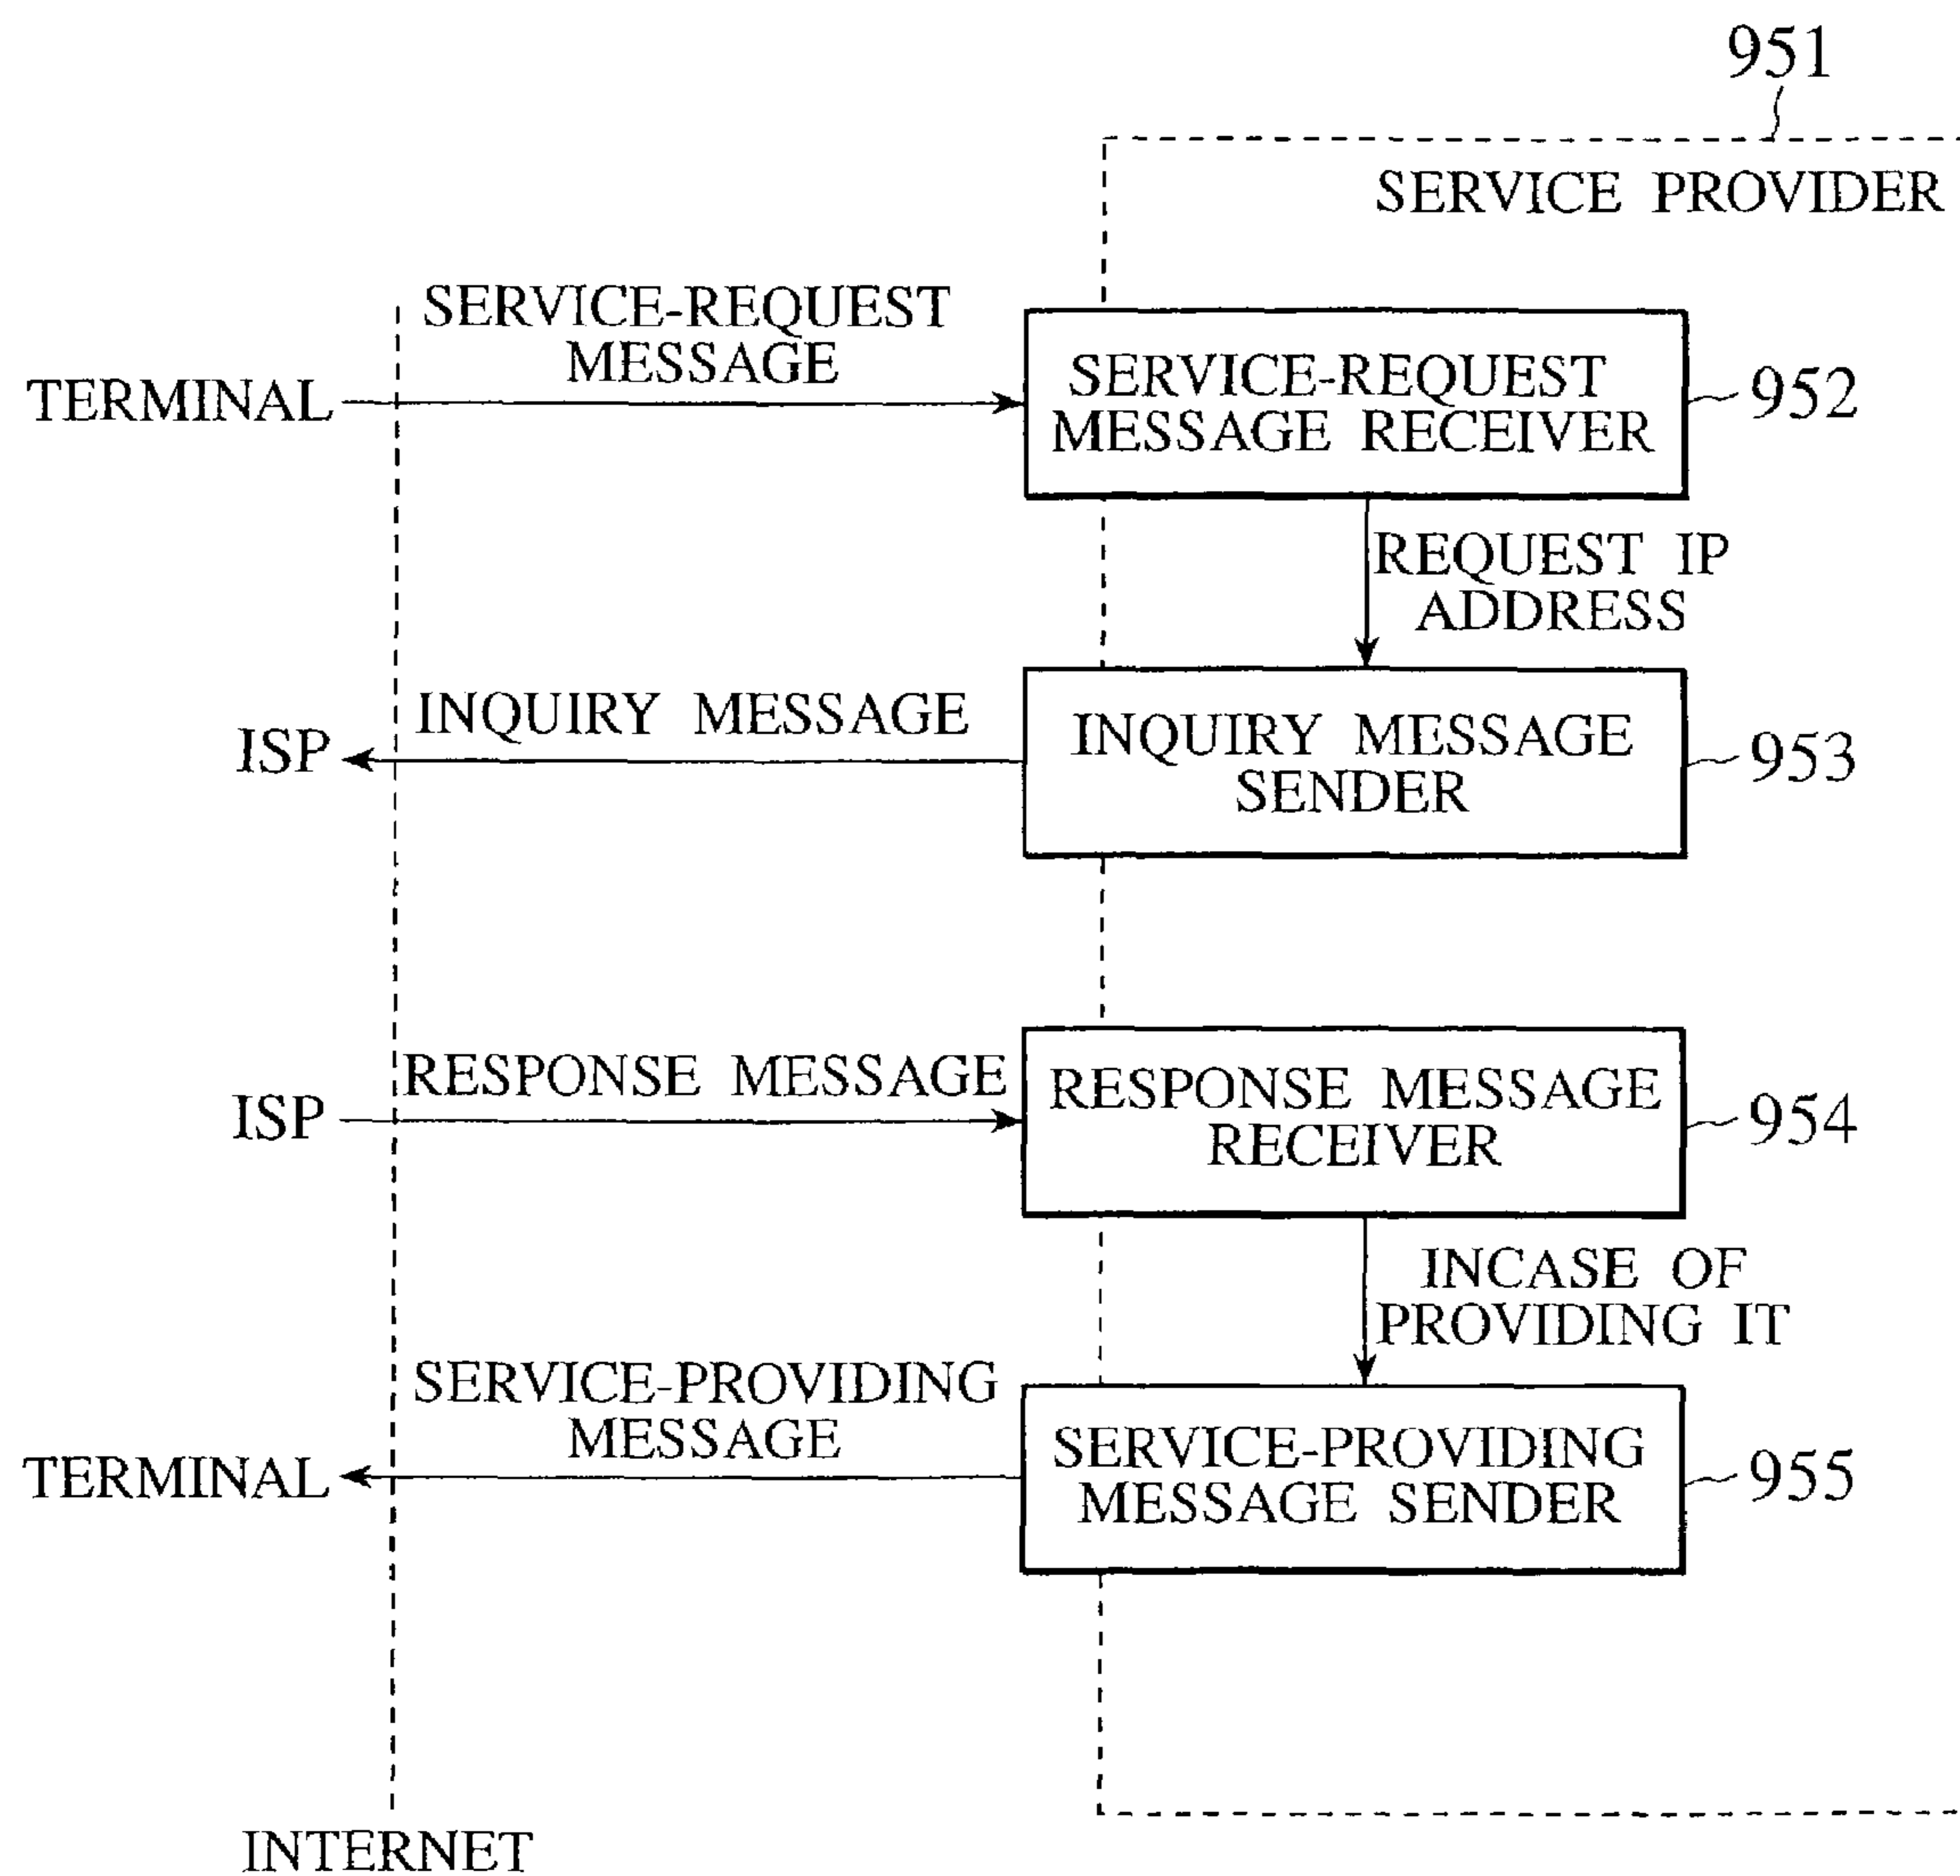 951
SERVICE PROVIDER
SERVICE-REQUEST
MESSAGE
TERMINAL
SERVICE-REQUEST
MESSAGE RECEIVER
952
REQUEST IP
ADDRESS
INQUIRY MESSAGE
ISP
INQUIRY MESSAGE
SENDER
953
RESPONSE MESSAGE
ISP
RESPONSE MESSAGE
RECEIVER
954
INCASE OF
PROVIDING IT
SERVICE-PROVIDING
MESSAGE
TERMINAL
SERVICE-PROVIDING
MESSAGE SENDER
955
INTERNET